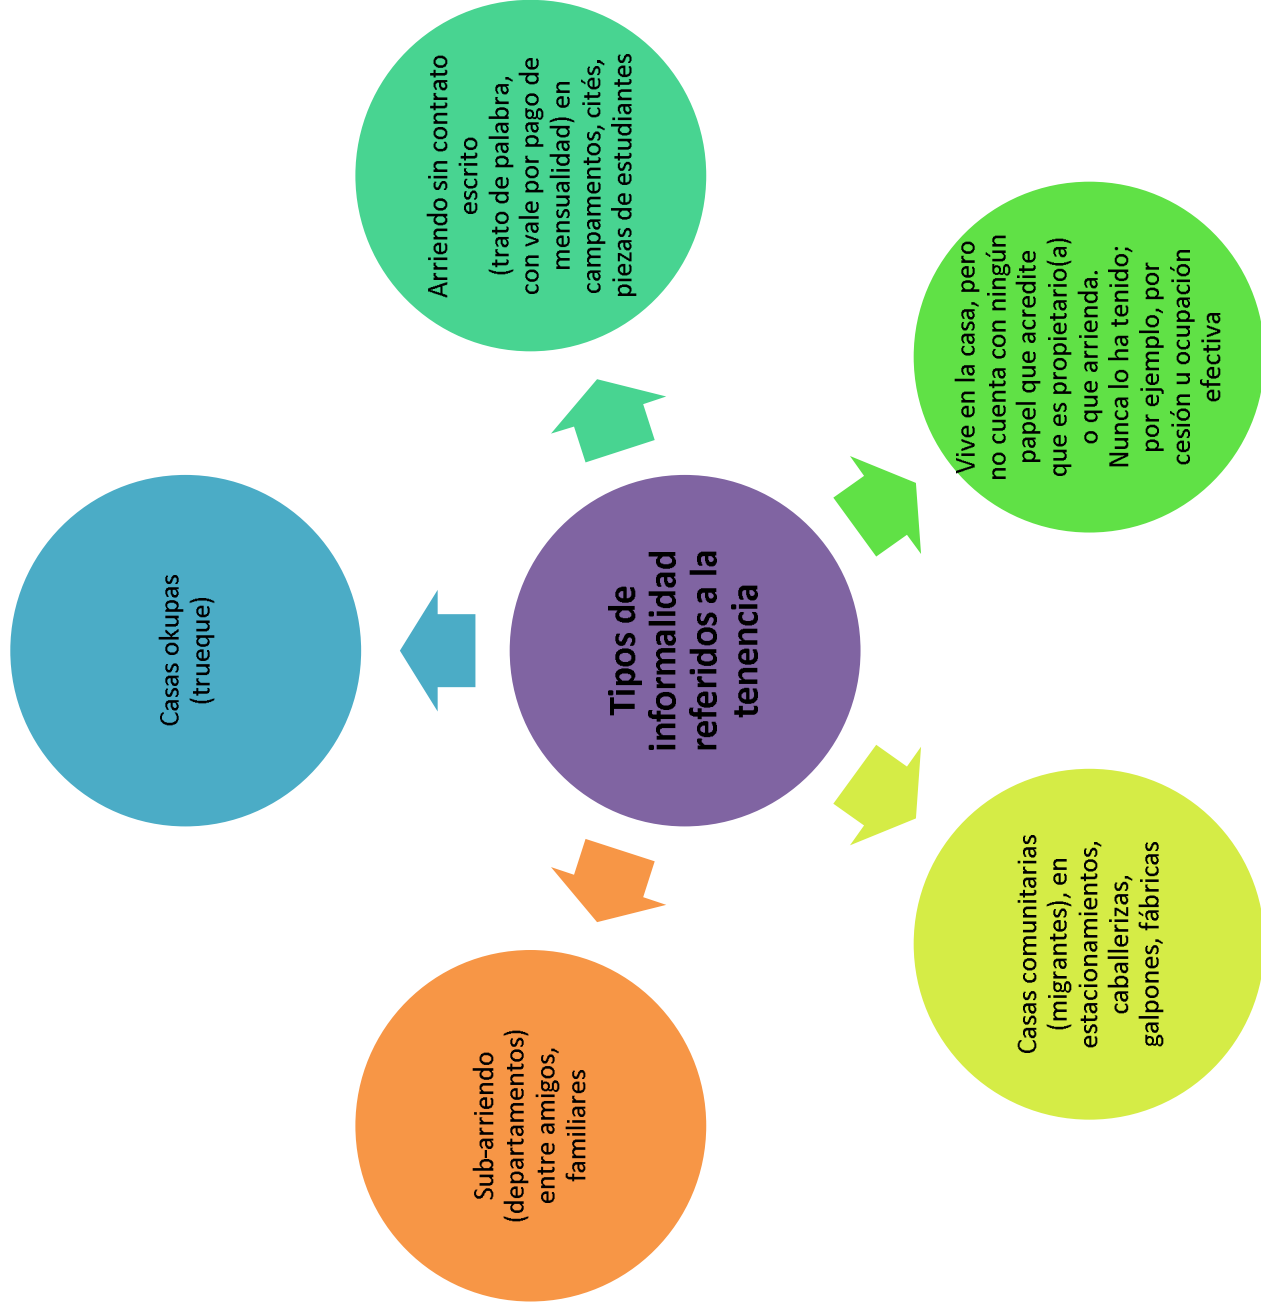 Tipos de
informalidad
referidos a la
tenencia
Casas okupas
(trueque)
Arriendo sin contrato
escrito
(trato de palabra,
con vale por pago de
mensualidad) en
campamentos, cités,
piezas de estudiantes
Vive en la casa, pero
no cuenta con ningún
papel que acredite
que es propietario(a)
o que arrienda.
Nunca lo ha tenido;
por ejemplo, por
cesión u ocupación
efectiva
Casas comunitarias
(migrantes), en
estacionamientos,
caballerizas,
galpones, fábricas
Sub-arriendo
(departamentos)
entre amigos,
familiares